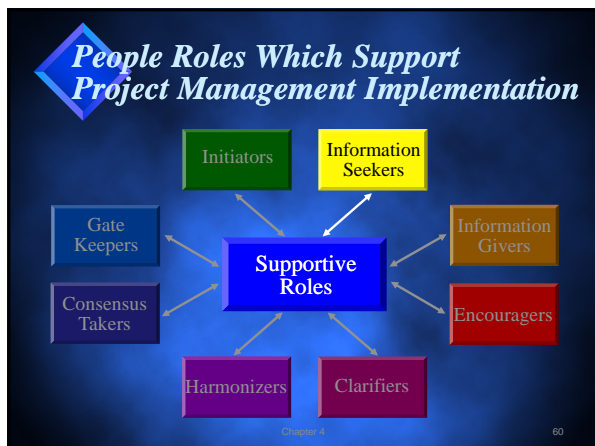 People Roles Which Support
Project Management Implementation
Initiators
Information
Seekers
Gate
Keepers
Information
Givers
Supportive
Roles
Consensus
Takers
Encouragers
Harmonizers
Clarifiers
Chapter 4
60